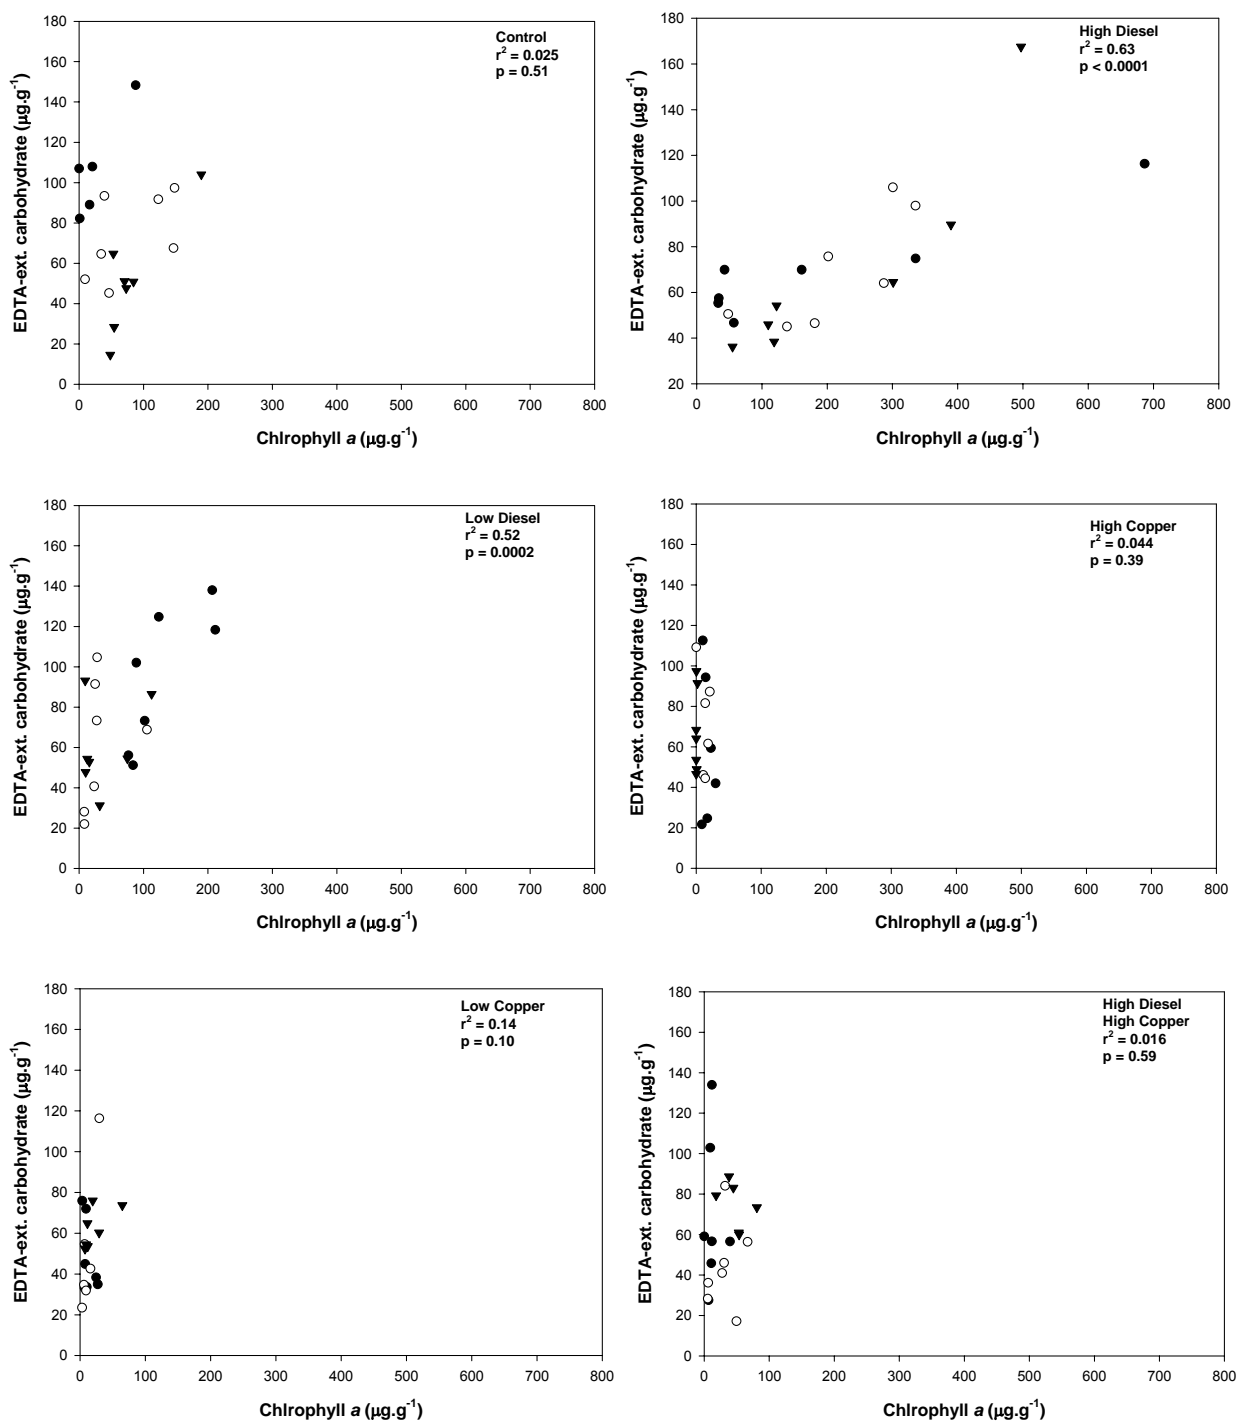 Control
r² = 0.025
p = 0.51
EDTA-ext. carbohydrate (µg.g⁻¹)
180
160
140
120
100
80
60
40
20
0
0 100 200 300 400 500 600 700 800
Chlrophyll a (µg.g⁻¹)
High Diesel
r² = 0.63
p < 0.0001
EDTA-ext. carbohydrate (µg.g⁻¹)
180
160
140
120
100
80
60
40
20
0 100 200 300 400 500 600 700 800
Chlrophyll a (µg.g⁻¹)
Low Diesel
r² = 0.52
p = 0.0002
EDTA-ext. carbohydrate (µg.g⁻¹)
180
160
140
120
100
80
60
40
20
0
0 100 200 300 400 500 600 700 800
Chlrophyll a (µg.g⁻¹)
High Copper
r² = 0.044
p = 0.39
EDTA-ext. carbohydrate (µg.g⁻¹)
180
160
140
120
100
80
60
40
20
0
0 100 200 300 400 500 600 700 800
Chlrophyll a (µg.g⁻¹)
Low Copper
r² = 0.14
p = 0.10
EDTA-ext. carbohydrate (µg.g⁻¹)
180
160
140
120
100
80
60
40
20
0
0 100 200 300 400 500 600 700 800
Chlrophyll a (µg.g⁻¹)
High Diesel
High Copper
r² = 0.016
p = 0.59
EDTA-ext. carbohydrate (µg.g⁻¹)
180
160
140
120
100
80
60
40
20
0
0 100 200 300 400 500 600 700 800
Chlrophyll a (µg.g⁻¹)